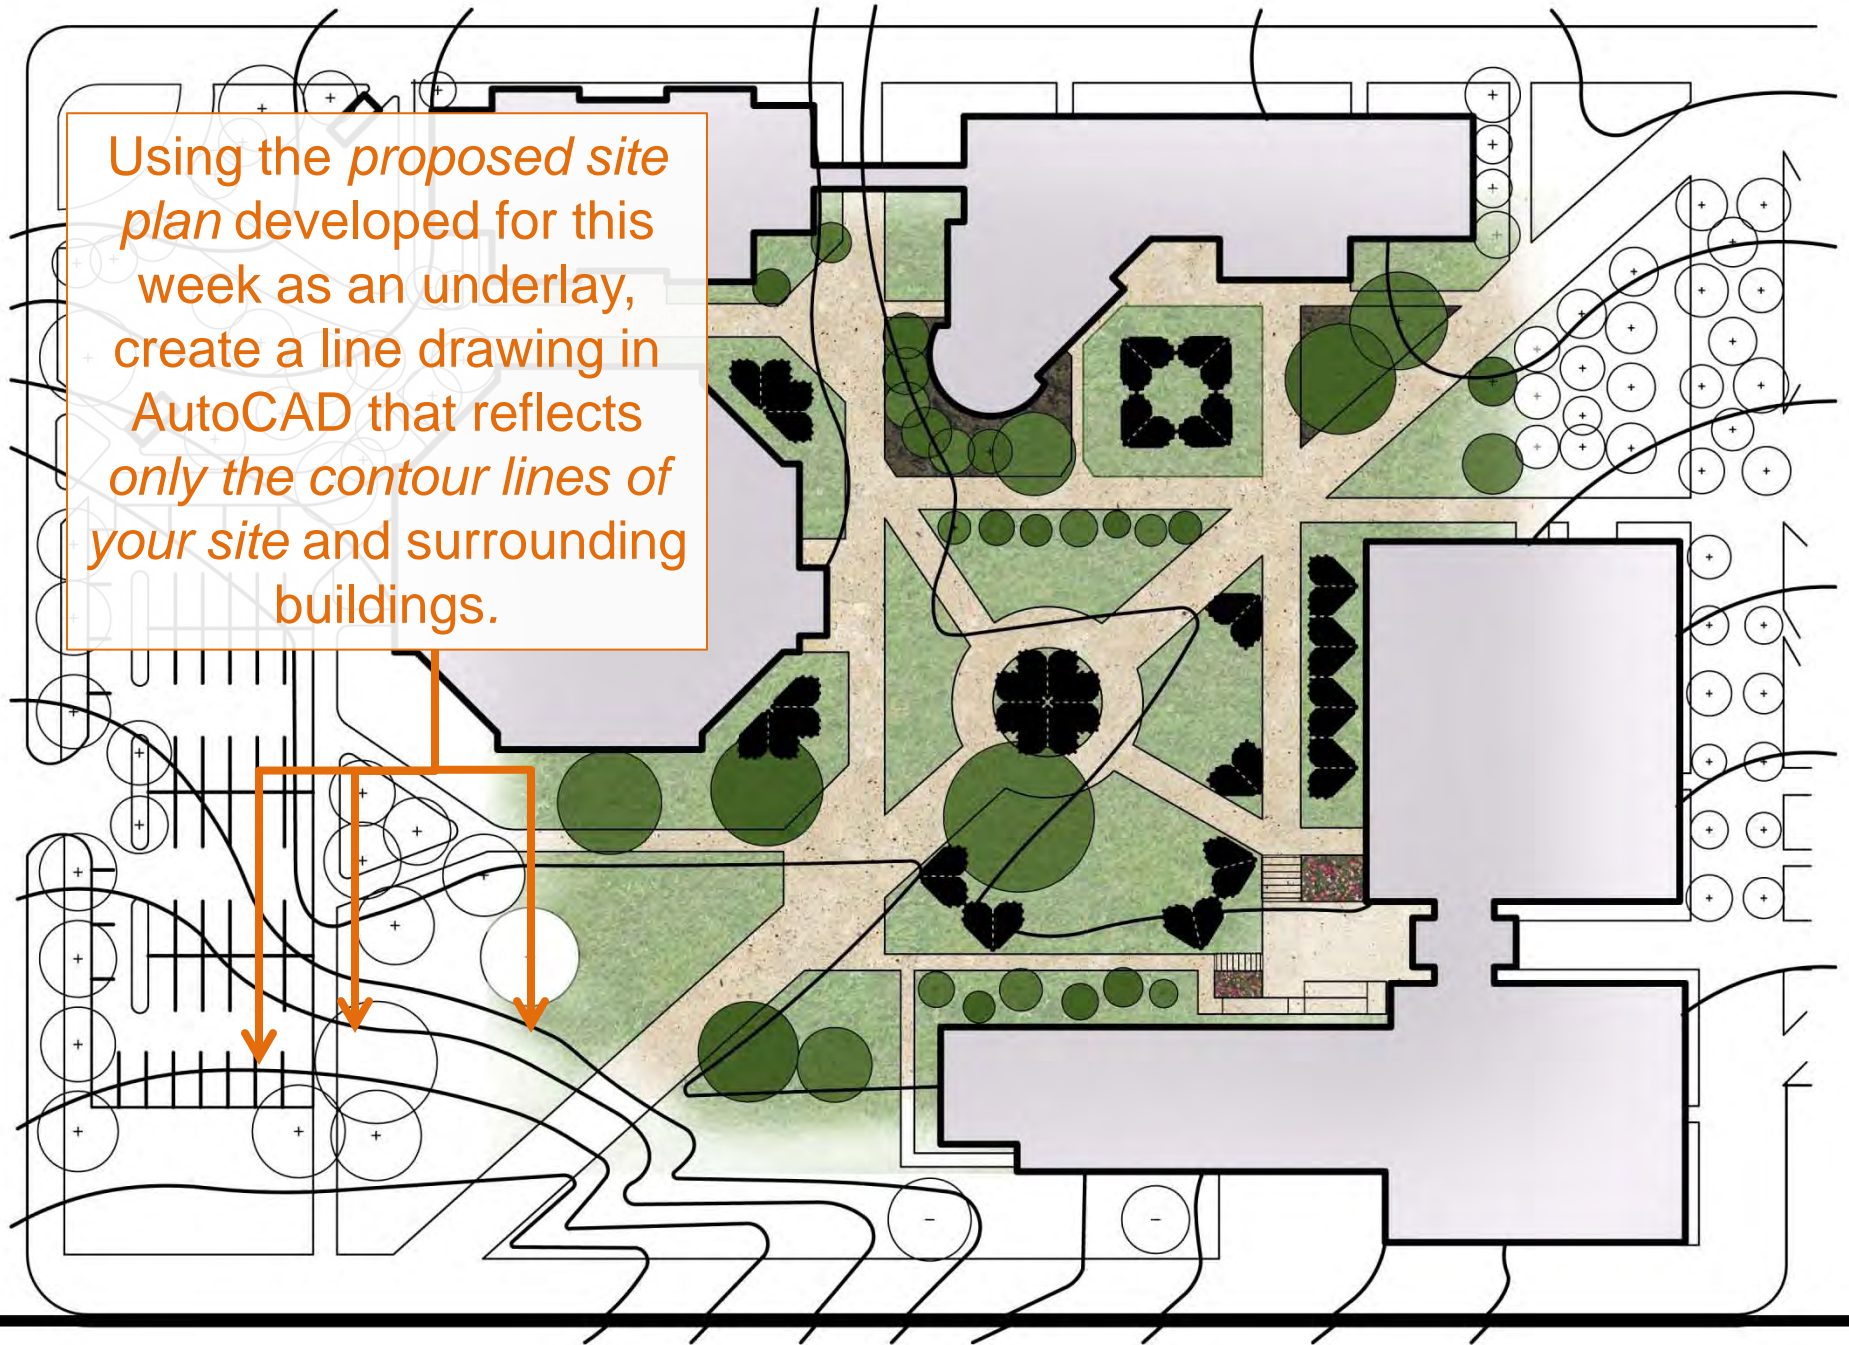 Using the proposed site
plan developed for this
week as an underlay,
create a line drawing in
AutoCAD that reflects
only the contour lines of
your site and surrounding
buildings.